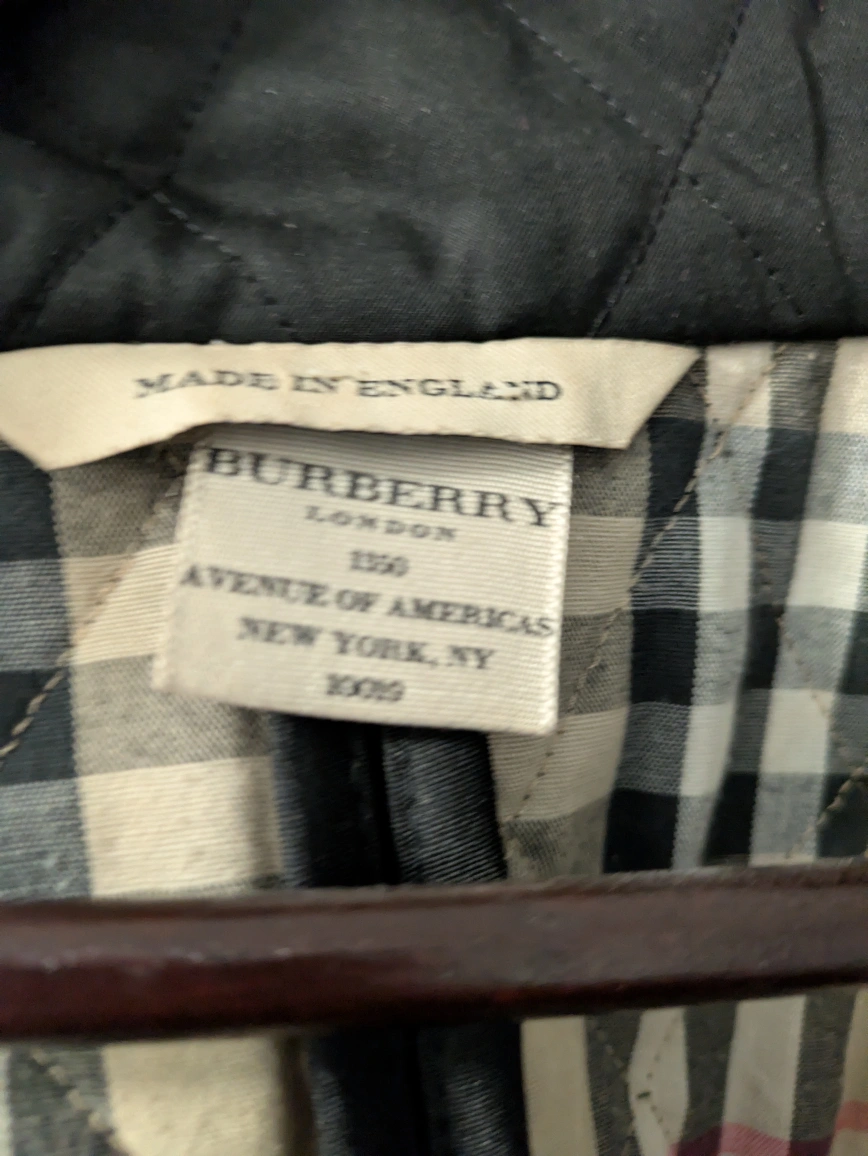 MADE IN ENGLAND
BURBERRY
LONDON
1350
AVENUE OF AMERICAS
NEW YORK, NY
10019